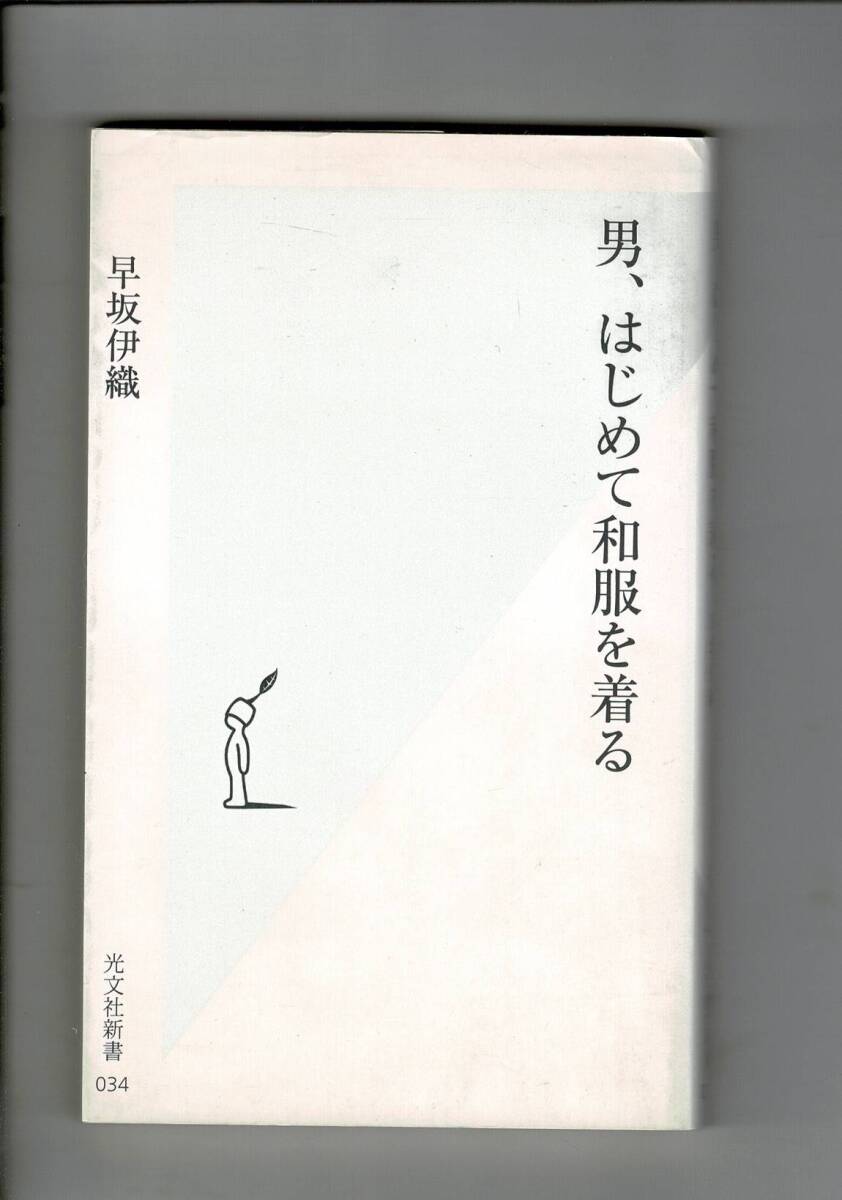 男、はじめて和服を着る
早坂伊織
光文社新書
034